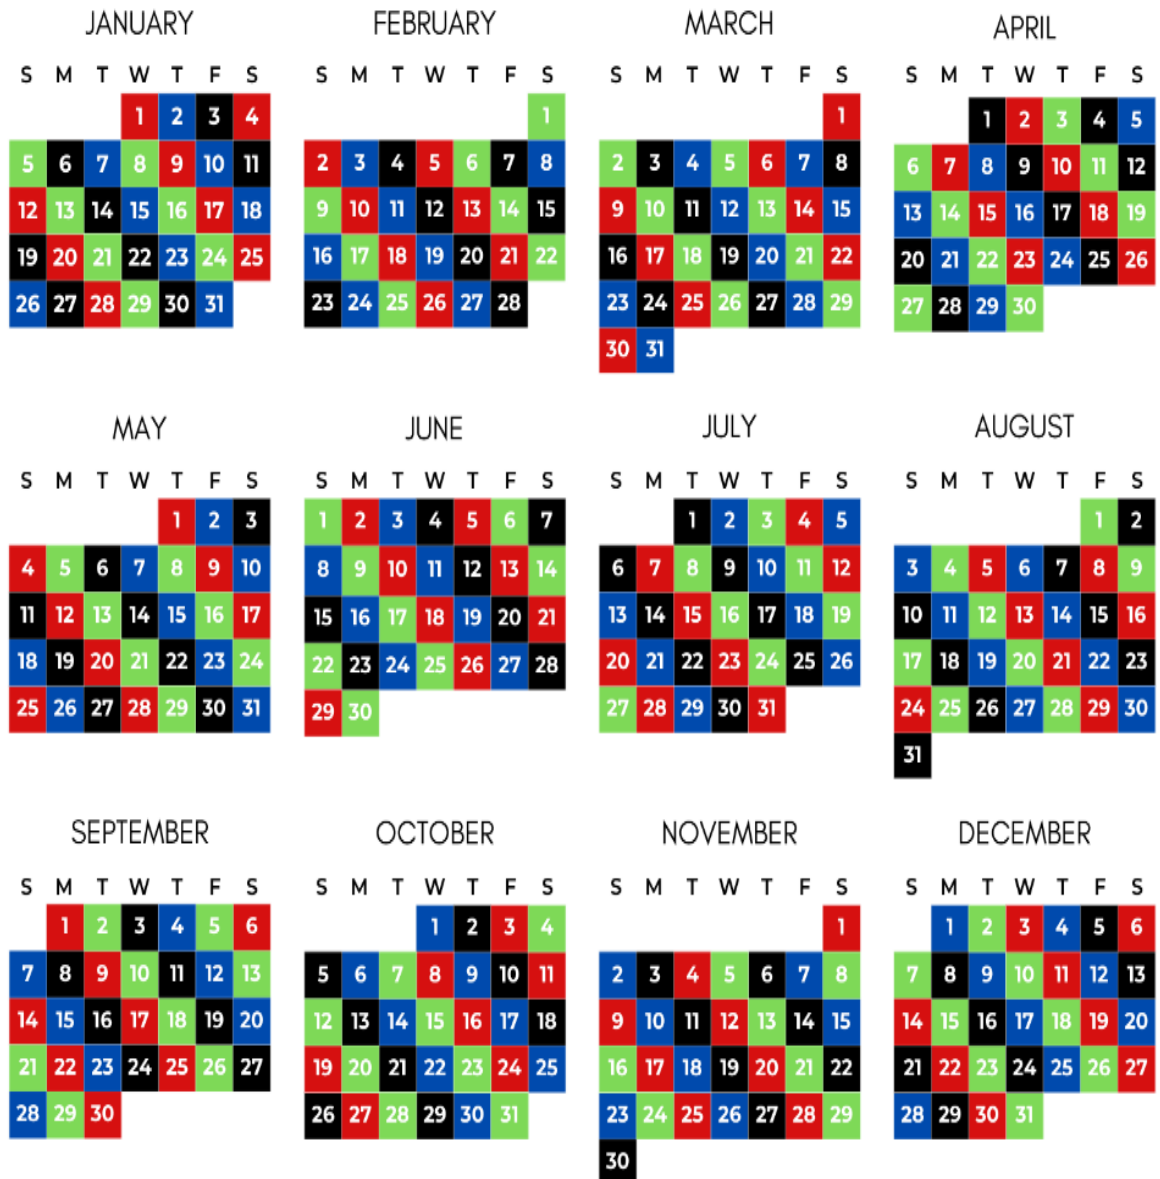 JANUARY FEBRUARY MARCH APRIL
S M T W T F S S M T W T F S S M T W T F S S M T W T F S
1 2 3 4 1 1 1 2 3 4 5
5 6 7 8 9 10 11 2 3 4 5 6 7 8 2 3 4 5 6 7 8 6 7 8 9 10 11 12
12 13 14 15 16 17 18 9 10 11 12 13 14 15 9 10 11 12 13 14 15 13 14 15 16 17 18 19
19 20 21 22 23 24 25 16 17 18 19 20 21 22 16 17 18 19 20 21 22 20 21 22 23 24 25 26
26 27 28 29 30 31 23 24 25 26 27 28 23 24 25 26 27 28 29 27 28 29 30
30 31
MAY JUNE JULY AUGUST
S M T W T F S S M T W T F S S M T W T F S S M T W T F S
1 2 3 1 2 3 4 5 6 7 1 2 3 4 5 1 2
4 5 6 7 8 9 10 8 9 10 11 12 13 14 6 7 8 9 10 11 12 3 4 5 6 7 8 9
11 12 13 14 15 16 17 15 16 17 18 19 20 21 13 14 15 16 17 18 19 10 11 12 13 14 15 16
18 19 20 21 22 23 24 22 23 24 25 26 27 28 20 21 22 23 24 25 26 17 18 19 20 21 22 23
25 26 27 28 29 30 31 29 30 27 28 29 30 31 24 25 26 27 28 29 30
31
SEPTEMBER OCTOBER NOVEMBER DECEMBER
S M T W T F S S M T W T F S S M T W T F S S M T W T F S
1 2 3 4 5 6 1 2 3 4 1 1 2 3 4 5 6
7 8 9 10 11 12 13 5 6 7 8 9 10 11 2 3 4 5 6 7 8 7 8 9 10 11 12 13
14 15 16 17 18 19 20 12 13 14 15 16 17 18 9 10 11 12 13 14 15 14 15 16 17 18 19 20
21 22 23 24 25 26 27 19 20 21 22 23 24 25 16 17 18 19 20 21 22 21 22 23 24 25 26 27
28 29 30 26 27 28 29 30 31 23 24 25 26 27 28 29 28 29 30 31
30